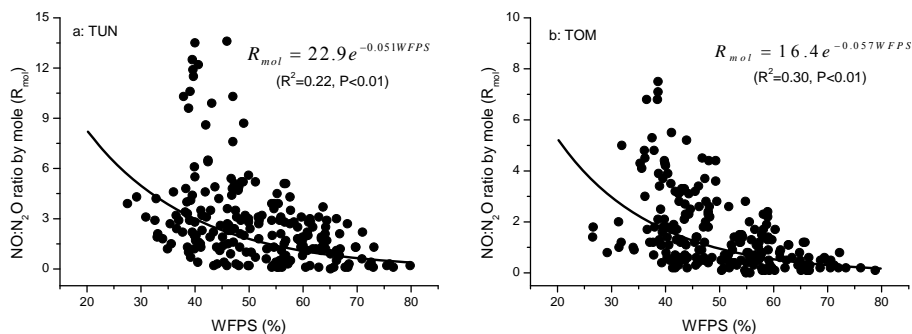 a: TUN
R_mol = 22.9e^−0.051WFPS
(R²=0.22, P<0.01)
NO:N₂O ratio by mole (R_mol)
15
12
9
6
3
0
20 30 40 50 60 70 80
WFPS (%)
b: TOM
R_mol = 16.4e^−0.057WFPS
(R²=0.30, P<0.01)
NO:N₂O ratio by mole (R_mol)
10
8
6
4
2
0
20 30 40 50 60 70 80
WFPS (%)